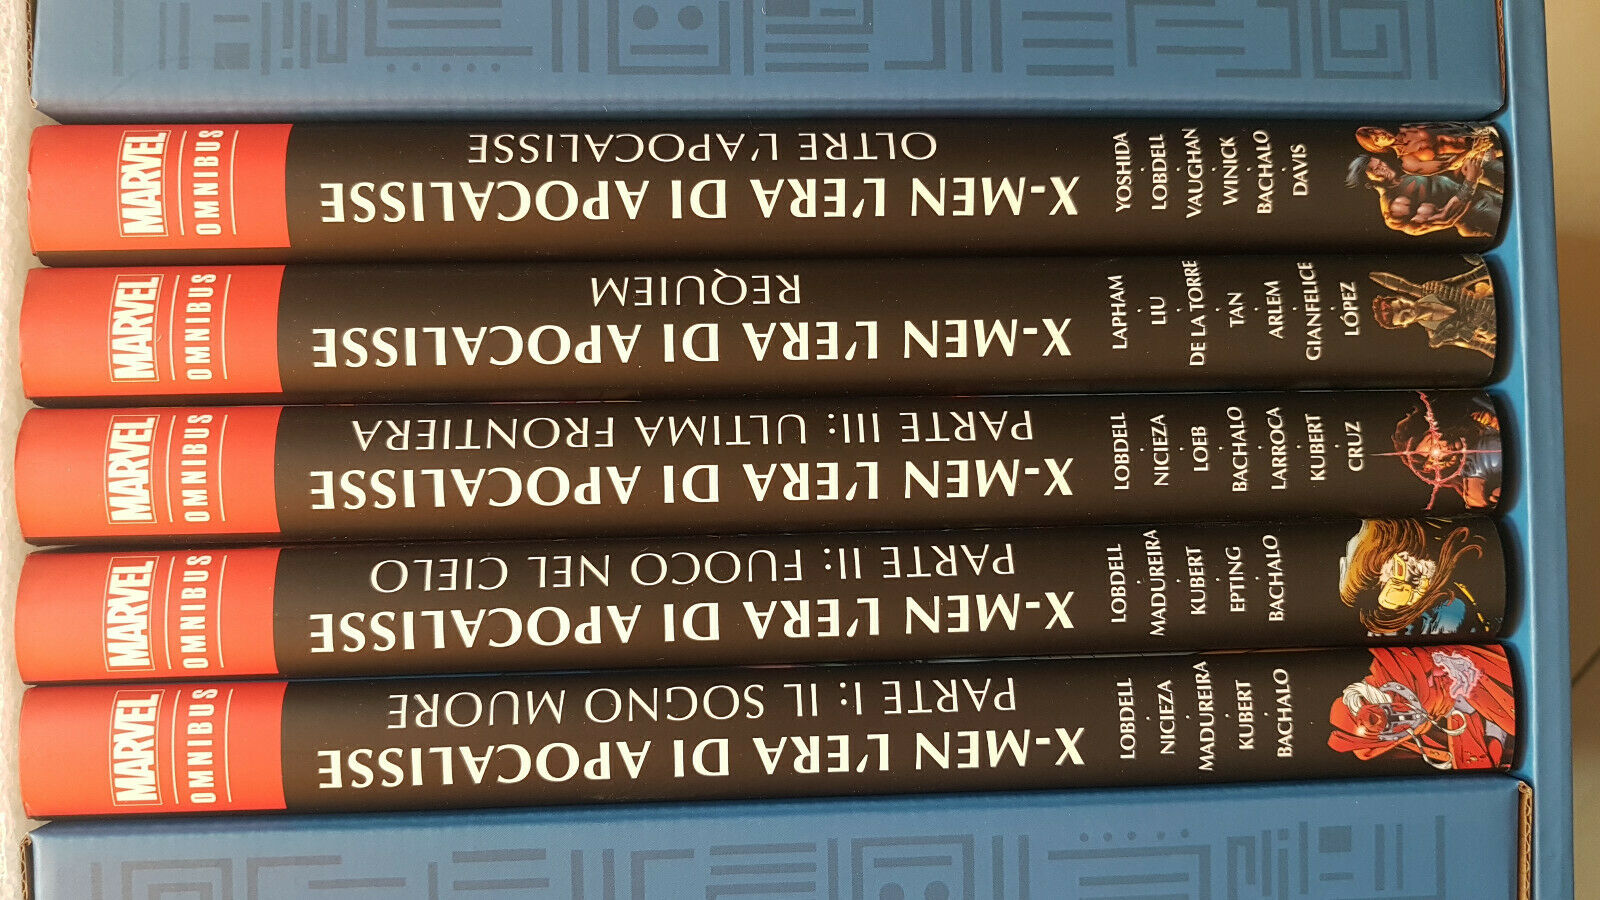 MARVEL
OMNIBUS
X-MEN L'ERA DI APOCALISSE
OLTRE L'APOCALISSE
YOSHIDA
LOBDELL
VAUGHAN
WINICK
BACHALO
DAVIS
MARVEL
OMNIBUS
X-MEN L'ERA DI APOCALISSE
REQUIEM
LAPHAM
LIU
DE LA TORRE
TAN
ARLEM
GIANFELICE
LÓPEZ
MARVEL
OMNIBUS
X-MEN L'ERA DI APOCALISSE
PARTE III: ULTIMA FRONTIERA
LOBDELL
NICIEZA
LOEB
BACHALO
LARROCA
KUBERT
CRUZ
MARVEL
OMNIBUS
X-MEN L'ERA DI APOCALISSE
PARTE II: FUOCO NEL CIELO
LOBDELL
MADUREIRA
KUBERT
EPTING
BACHALO
MARVEL
OMNIBUS
X-MEN L'ERA DI APOCALISSE
PARTE I: IL SOGNO MUORE
LOBDELL
NICIEZA
MADUREIRA
KUBERT
BACHALO